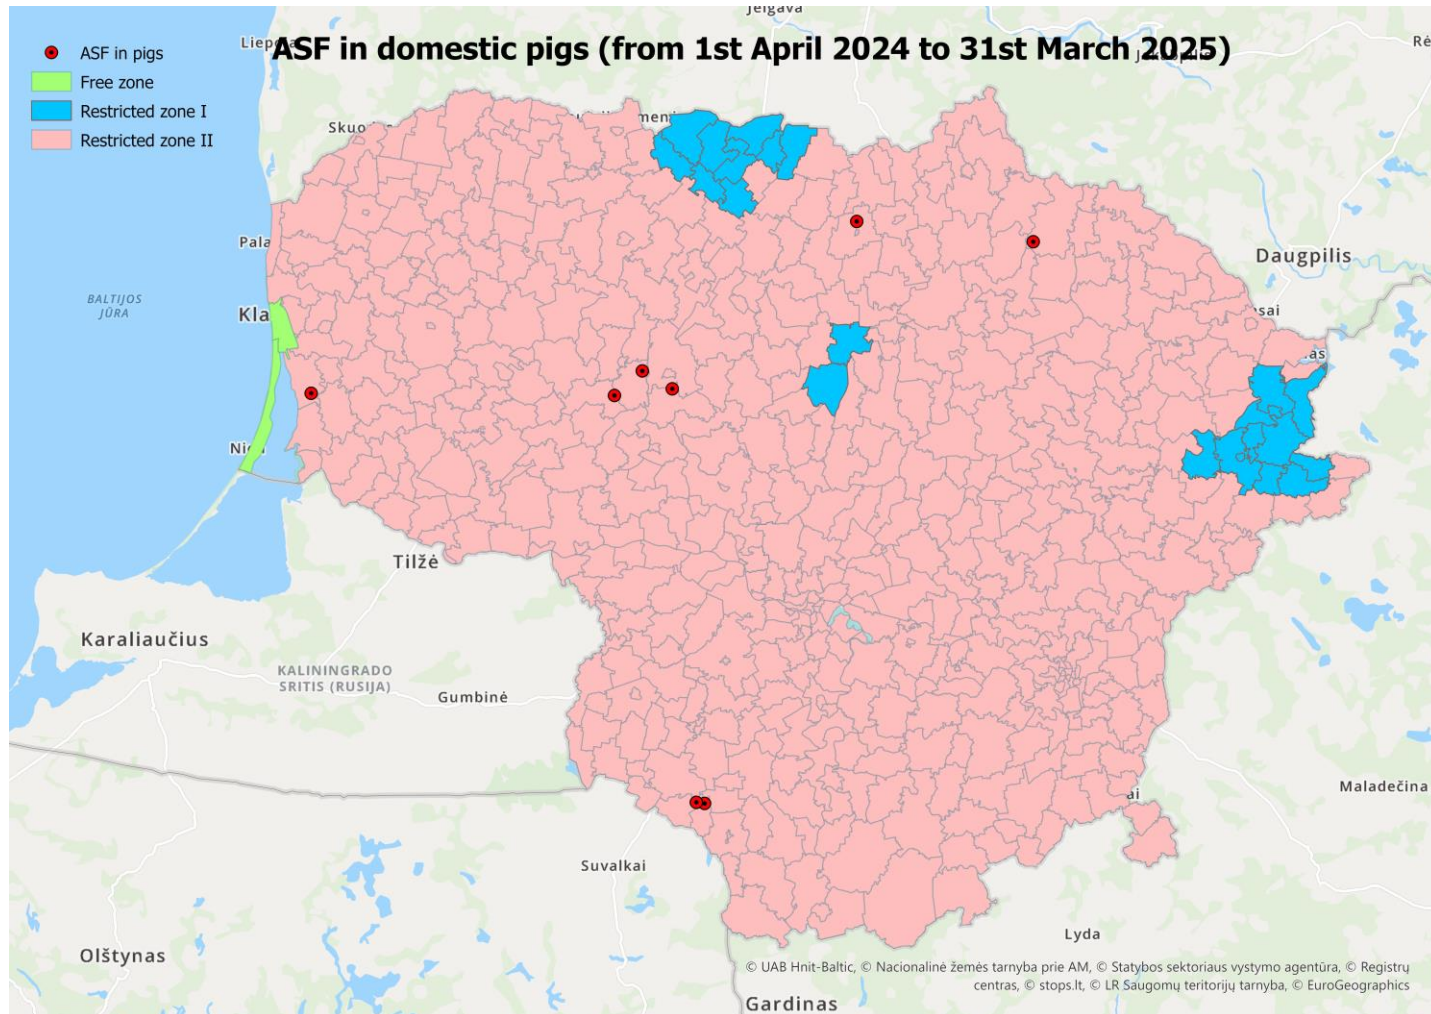 Jelgava
ASF in domestic pigs (from 1st April 2024 to 31st March 2025)
ASF in pigs
Free zone
Restricted zone I
Restricted zone II
BALTIJOS
JŪRA
Daugpilis
Tilžė
Karaliaučius
KALININGRADO
SRITIS (RUSIJA)
Gumbinė
Maladečina
Suvalkai
Lyda
Olštynas
© UAB Hnit-Baltic, © Nacionalinė žemės tarnyba prie AM, © Statybos sektoriaus vystymo agentūra, © Registrų
centras, © stops.lt, © LR Saugomų teritorijų tarnyba, © EuroGeographics
Gardinas